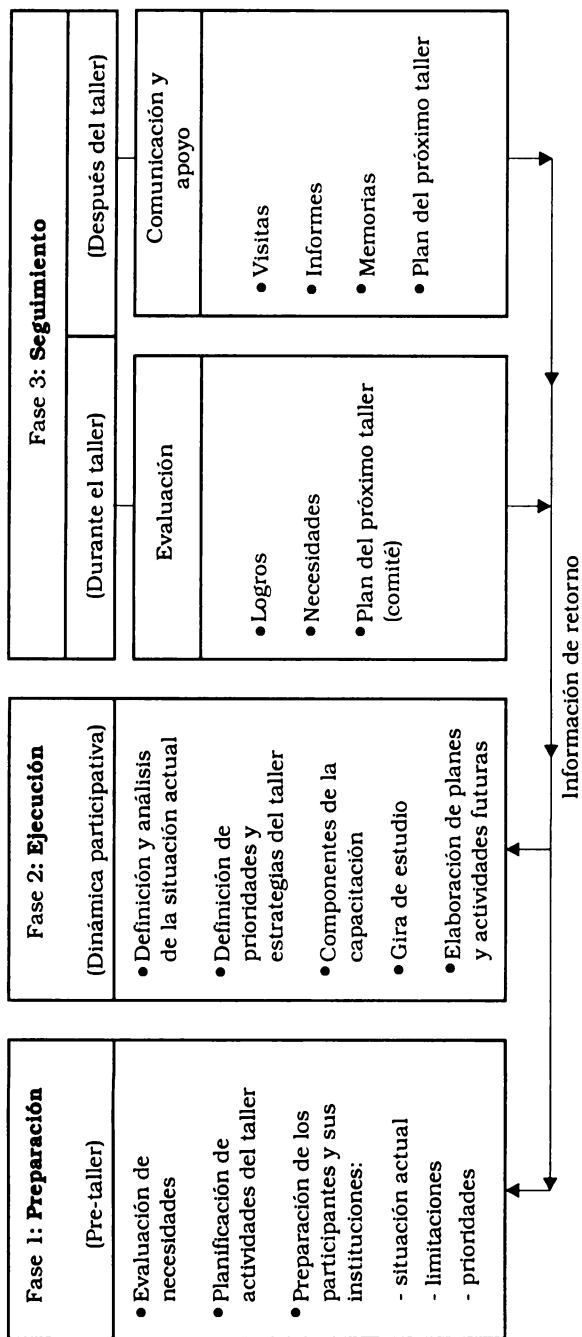 Fase 1: Preparación
(Pre-taller)
● Evaluación de
necesidades
● Planificación de
actividades del taller
● Preparación de los
participantes y sus
instituciones:
- situación actual
- limitaciones
- prioridades
Fase 2: Ejecución
(Dinámica participativa)
● Definición y análisis
de la situación actual
● Definición de
prioridades y
estrategias del taller
● Componentes de la
capacitación
● Gira de estudio
● Elaboración de planes
y actividades futuras
Fase 3: Seguimiento
(Durante el taller)
Evaluación
● Logros
● Necesidades
● Plan del próximo taller
(comité)
(Después del taller)
Comunicación y
apoyo
● Visitas
● Informes
● Memorias
● Plan del próximo taller
Información de retorno